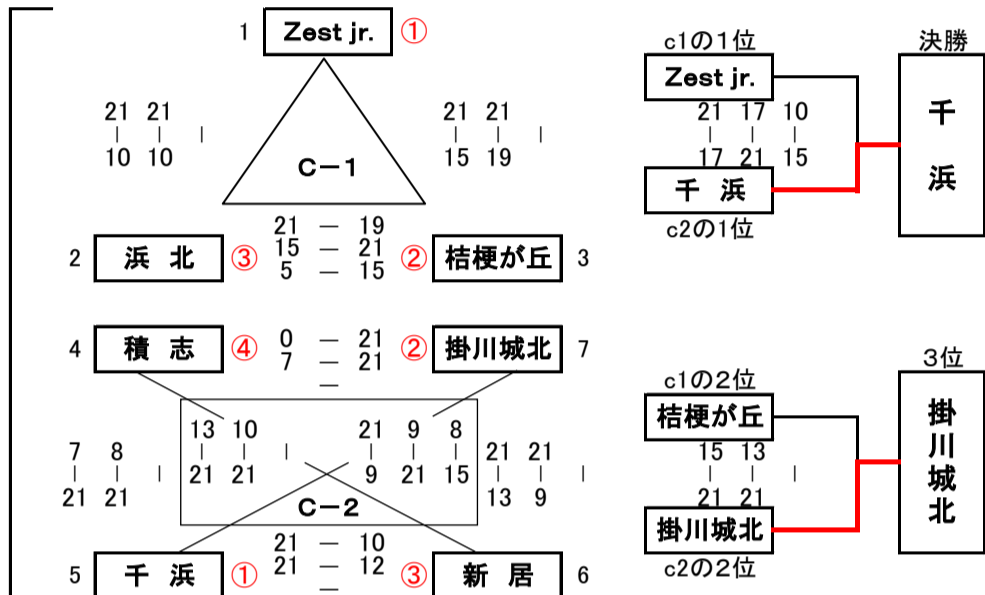 1 Zest jr. ①
21 21
| | |
10 10
21 21
| | |
15 19
C－1
21 － 19
15 － 21
5 － 15
2 浜 北 ③
② 桔梗が丘 3
4 積 志 ④
0 － 21
7 － 21
－
② 掛川城北 7
7 8
| | |
21 21
13 10
| | |
21 21
21 9 8
| | |
9 21 15
21 21
| | |
13 9
C－2
21 － 10
21 － 12
－
5 千 浜 ①
③ 新 居 6
c1の1位
Zest jr.
21 17 10
| | |
17 21 15
千 浜
c2の1位
決勝
千
浜
c1の2位
桔梗が丘
15 13
| | |
21 21
掛川城北
c2の2位
3位
掛
川
城
北